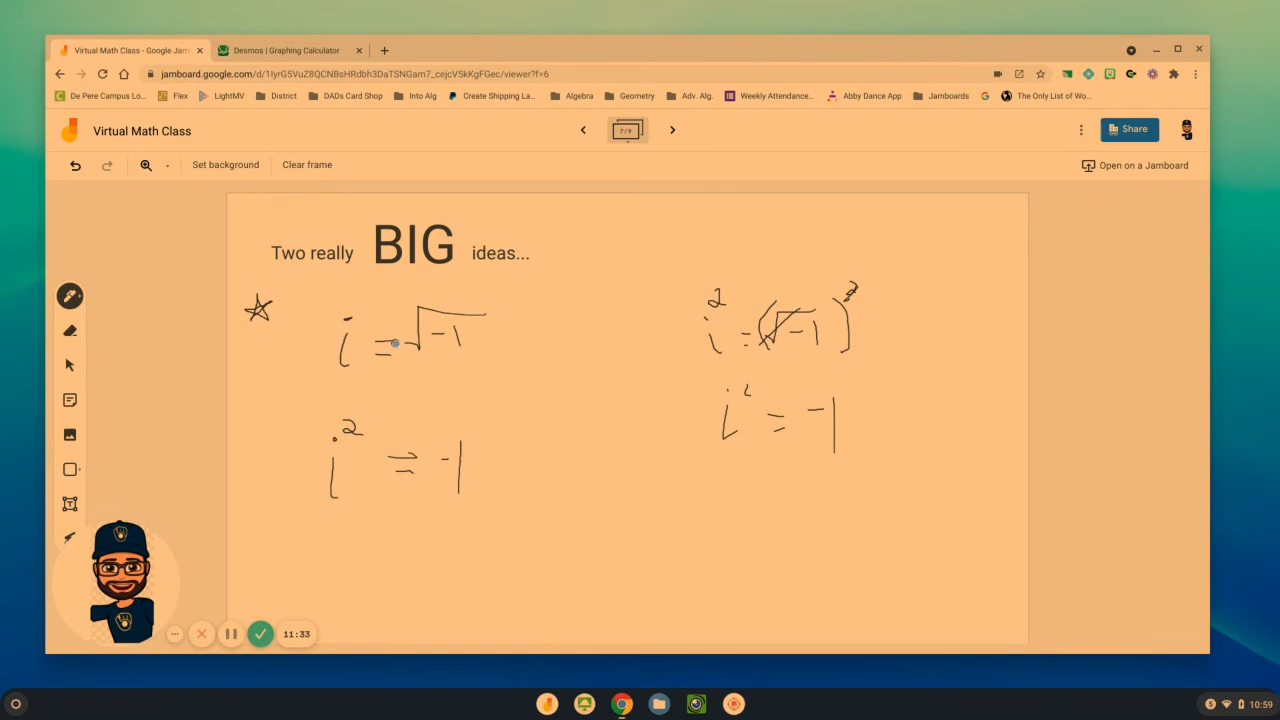 Virtual Math Class - Google Jam
Desmos | Graphing Calculator
jamboard.google.com/d/1IyrG5VuZ8QCNBsHRdbh3DaTSNGam7_cejcV5kKgFGec/viewer?f=6
De Pere Campus Lo... Flex LightMV District DADs Card Shop Into Alg Create Shipping La... Algebra Geometry Adv. Alg. Weekly Attendance... Abby Dance App Jamboards The Only List of Wo...
Virtual Math Class
7/9
Share
Set background Clear frame
Open on a Jamboard
Two really BIG ideas...
i = √-1
i² = -1
i² = (√-1)²
i² = -1
11:33
5 10:59